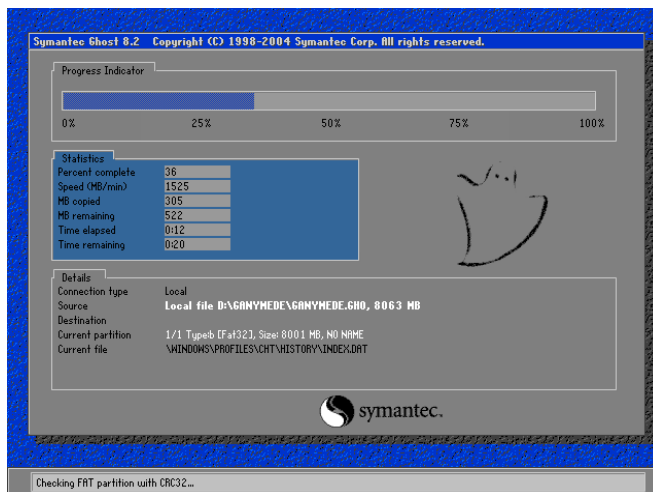 Symantec Ghost 8.2 Copyright (C) 1998-2004 Symantec Corp. All rights reserved.
Progress Indicator
0% 25% 50% 75% 100%
Statistics
Percent complete 36
Speed (MB/min) 1525
MB copied 305
MB remaining 522
Time elapsed 0:12
Time remaining 0:20
Details
Connection type Local
Source Local file D:\GANYMEDE\GANYMEDE.GHO, 8063 MB
Destination
Current partition 1/1 Type:b [Fat32], Size: 8001 MB, NO NAME
Current file \WINDOWS\PROFILES\CHT\HISTORY\INDEX.DAT
symantec.
Checking FAT partition with CRC32...